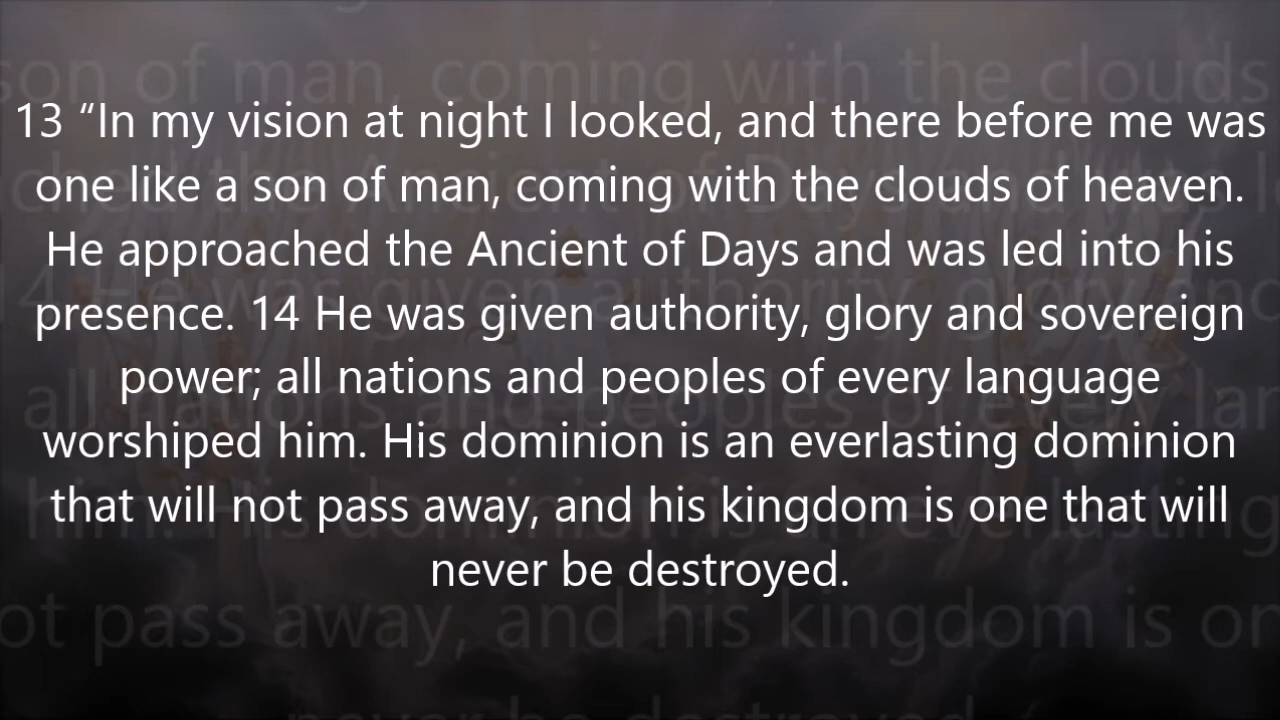 13 “In my vision at night I looked, and there before me was
one like a son of man, coming with the clouds of heaven.
He approached the Ancient of Days and was led into his
presence. 14 He was given authority, glory and sovereign
power; all nations and peoples of every language
worshiped him. His dominion is an everlasting dominion
that will not pass away, and his kingdom is one that will
never be destroyed.